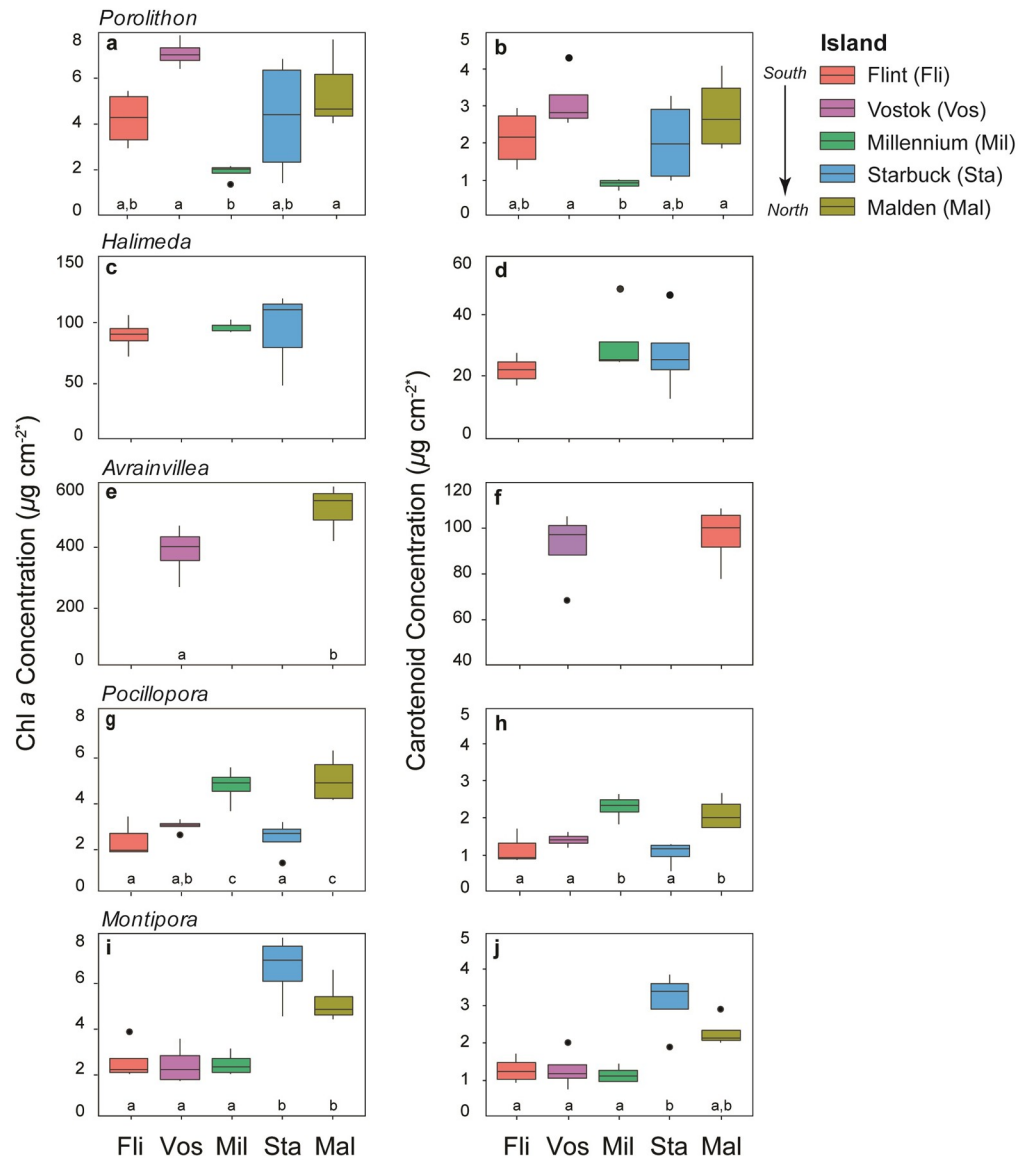 Porolithon
a
8
6
4
2
0
a,b
a
b
a,b
a
b
5
4
3
2
1
0
a,b
a
b
a,b
a
Island
South
North
Flint (Fli)
Vostok (Vos)
Millennium (Mil)
Starbuck (Sta)
Malden (Mal)
Halimeda
c
150
100
50
0
d
60
40
20
0
Chl a Concentration (µg cm-2*)
Carotenoid Concentration (µg cm-2*)
Avrainvillea
e
600
400
200
0
a
b
f
120
100
80
60
40
Pocillopora
g
8
6
4
2
0
a
a,b
c
a
c
h
5
4
3
2
1
0
a
a
b
a
b
Montipora
i
8
6
4
2
0
a
a
a
b
b
j
5
4
3
2
1
0
a
a
a
b
a,b
Fli Vos Mil Sta Mal
Fli Vos Mil Sta Mal